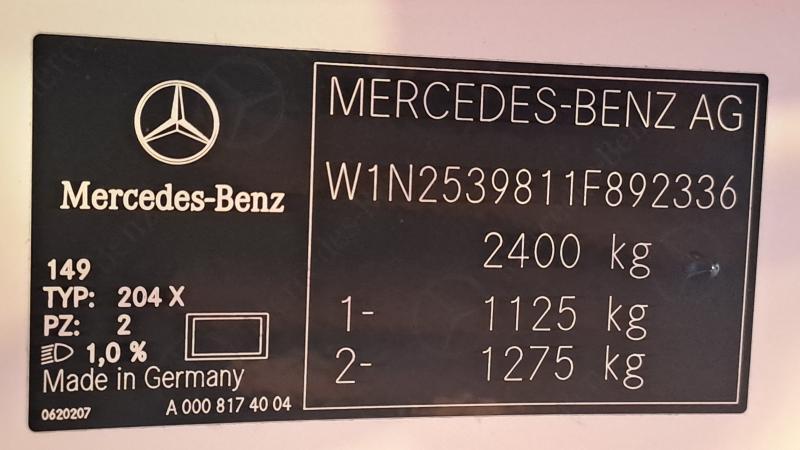 Mercedes-Benz
149
TYP: 204 X
PZ: 2
1,0 %
Made in Germany
0620207
A 000 817 40 04
MERCEDES-BENZ AG
W1N2539811F892336
2400 kg
1- 1125 kg
2- 1275 kg